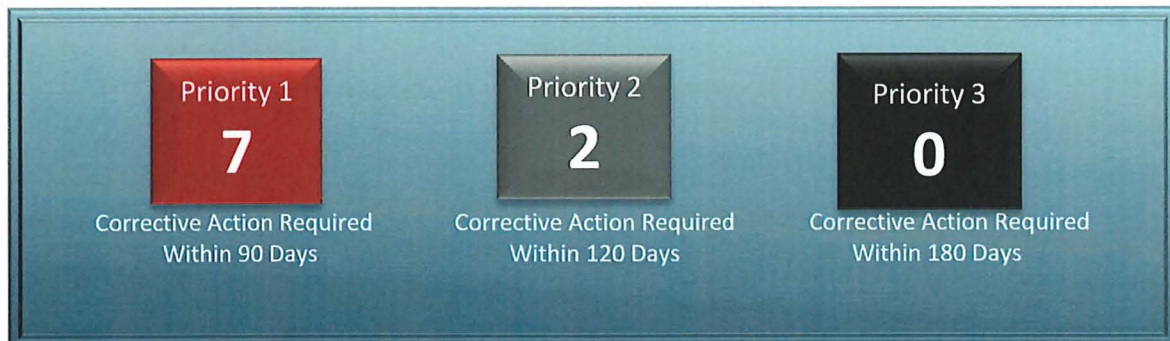 Priority 1
7
Corrective Action Required
Within 90 Days
Priority 2
2
Corrective Action Required
Within 120 Days
Priority 3
0
Corrective Action Required
Within 180 Days